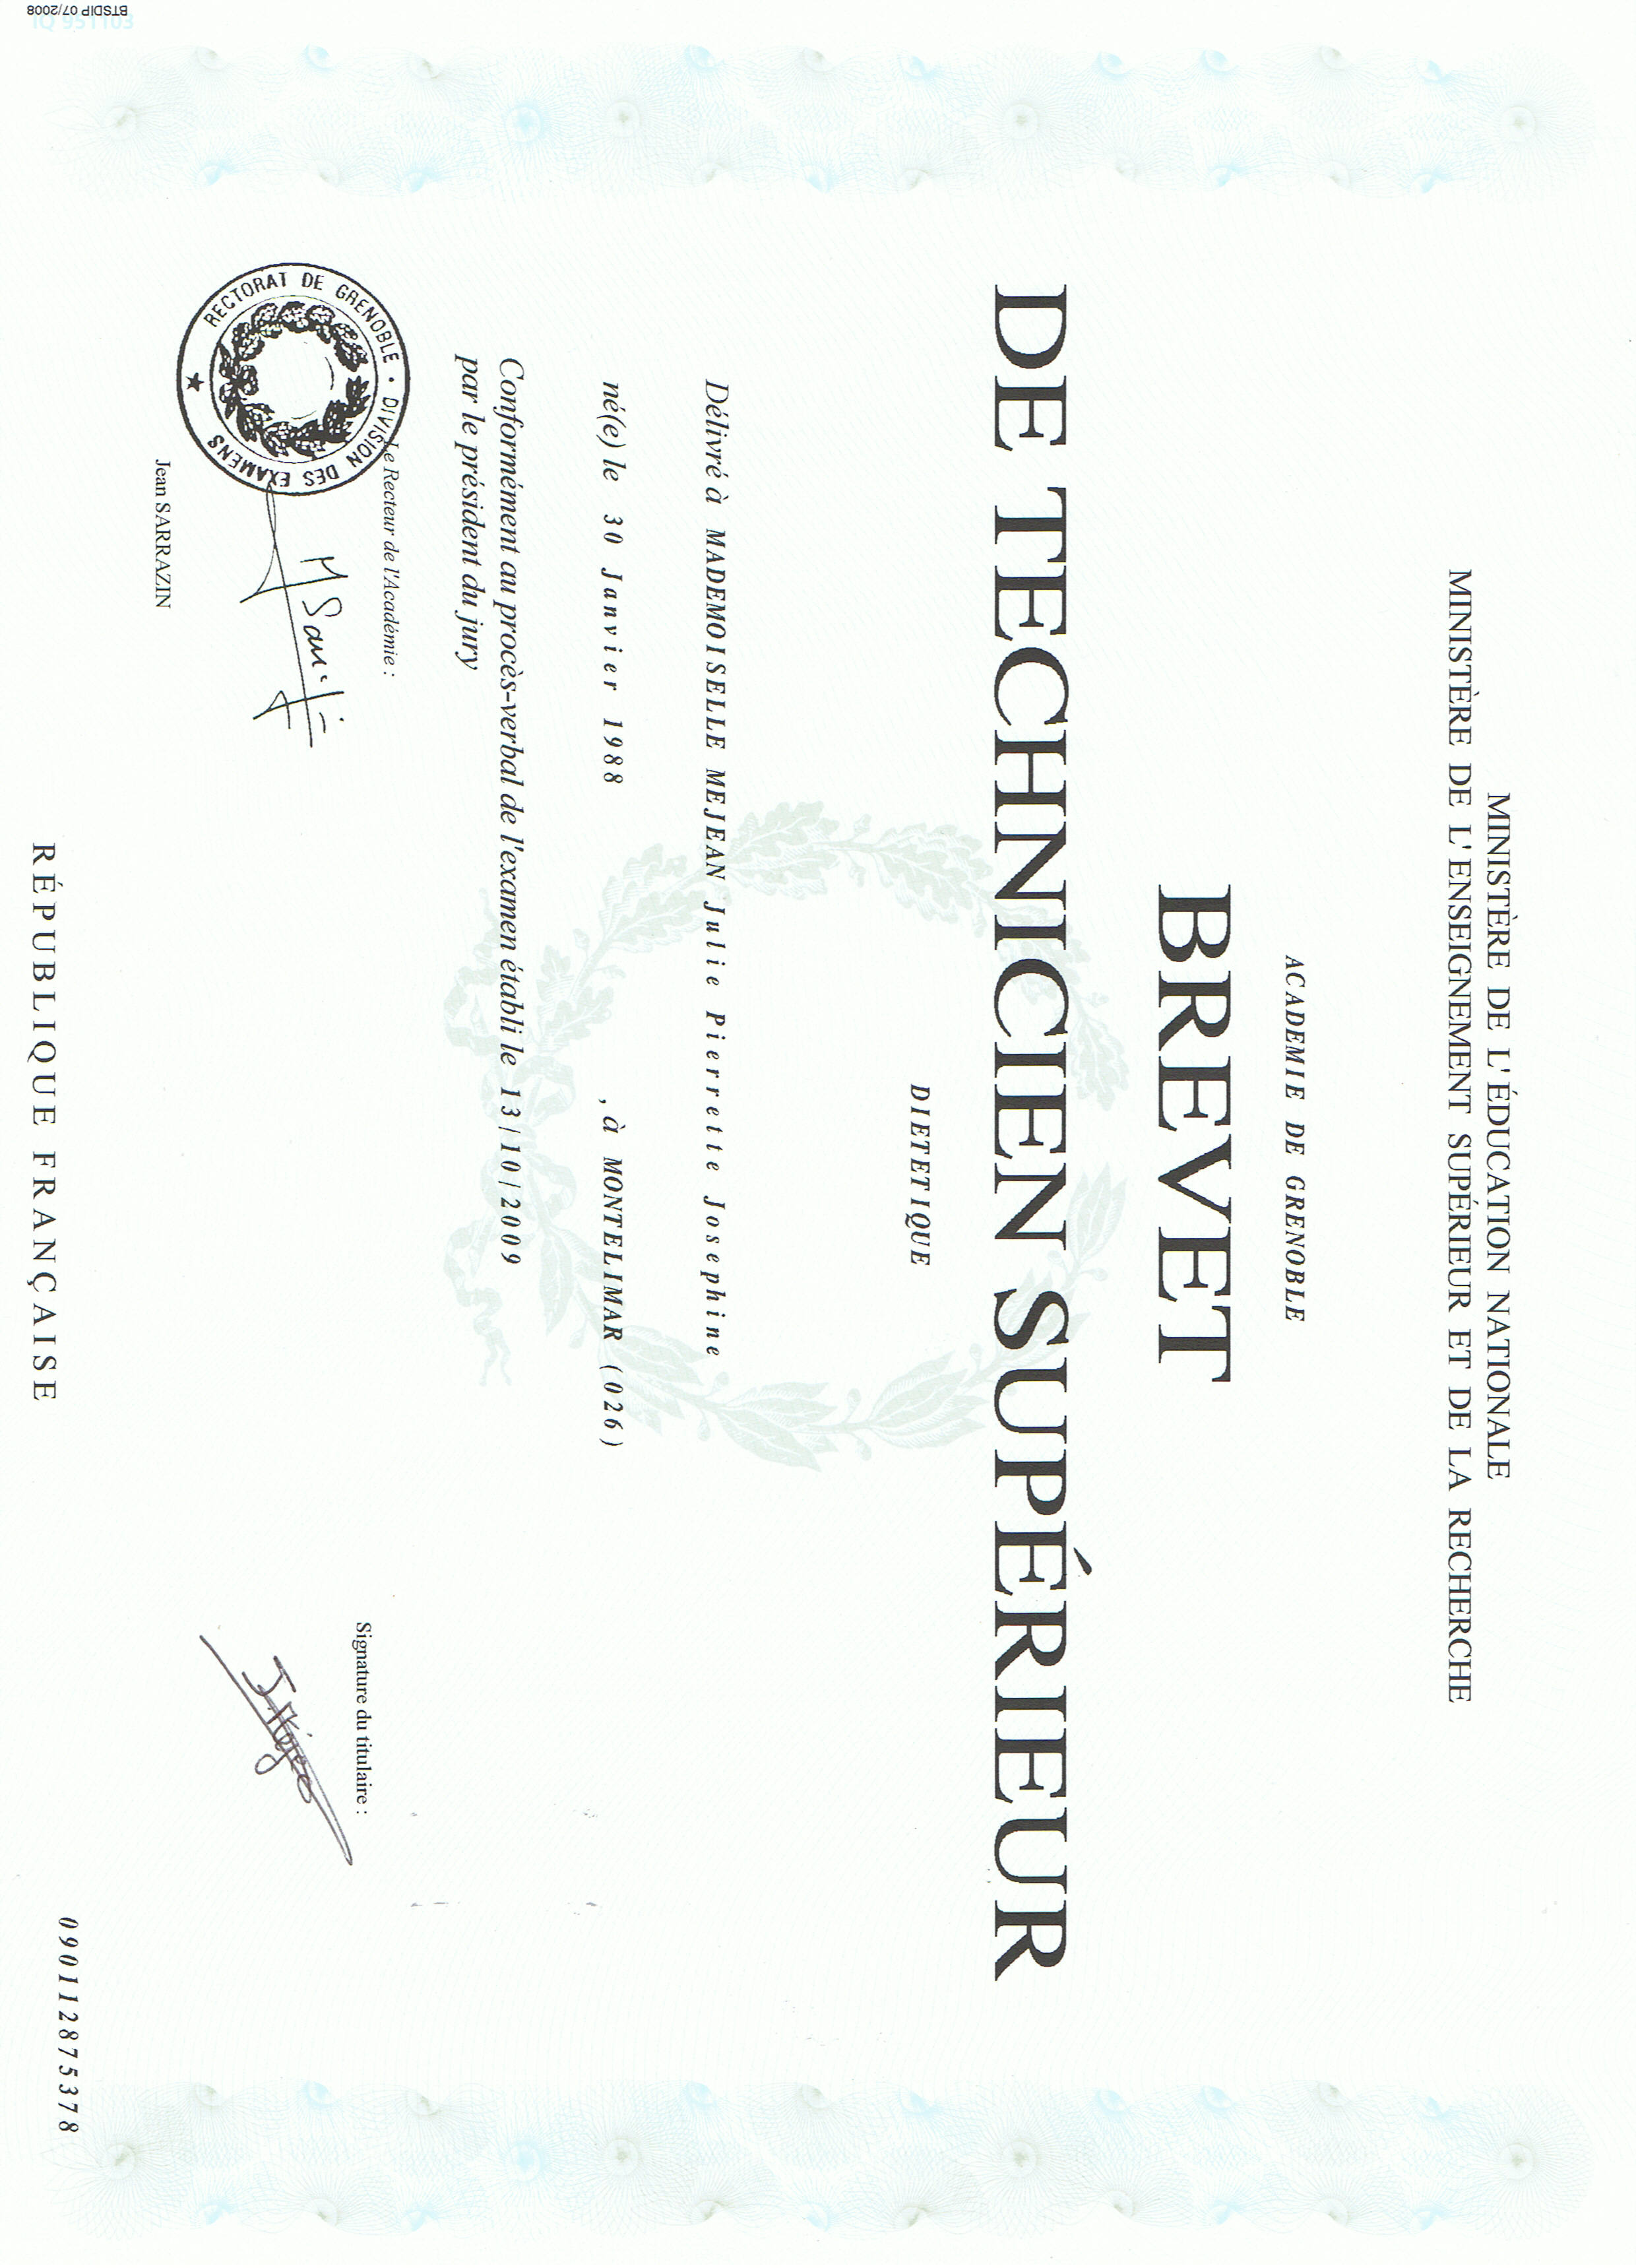 MINISTÈRE DE L'ÉDUCATION NATIONALE
MINISTÈRE DE L'ENSEIGNEMENT SUPÉRIEUR ET DE LA RECHERCHE
ACADEMIE DE GRENOBLE
BREVET
DE TECHNICIEN SUPÉRIEUR
DIETETIQUE
Délivré à MADEMOISELLE MEJEAN Julie Pierrette Josephine
né(e) le 30 Janvier 1988 , à MONTELIMAR (026)
Conformément au procès-verbal de l'examen établi le 13/10/2009
par le président du jury
Le Recteur de l'Académie :
RECTORAT DE GRENOBLE • DIVISION DES EXAMENS
Signature du titulaire :
Jean SARRAZIN
BTSDIP 07/2008
090112875378
RÉPUBLIQUE FRANÇAISE